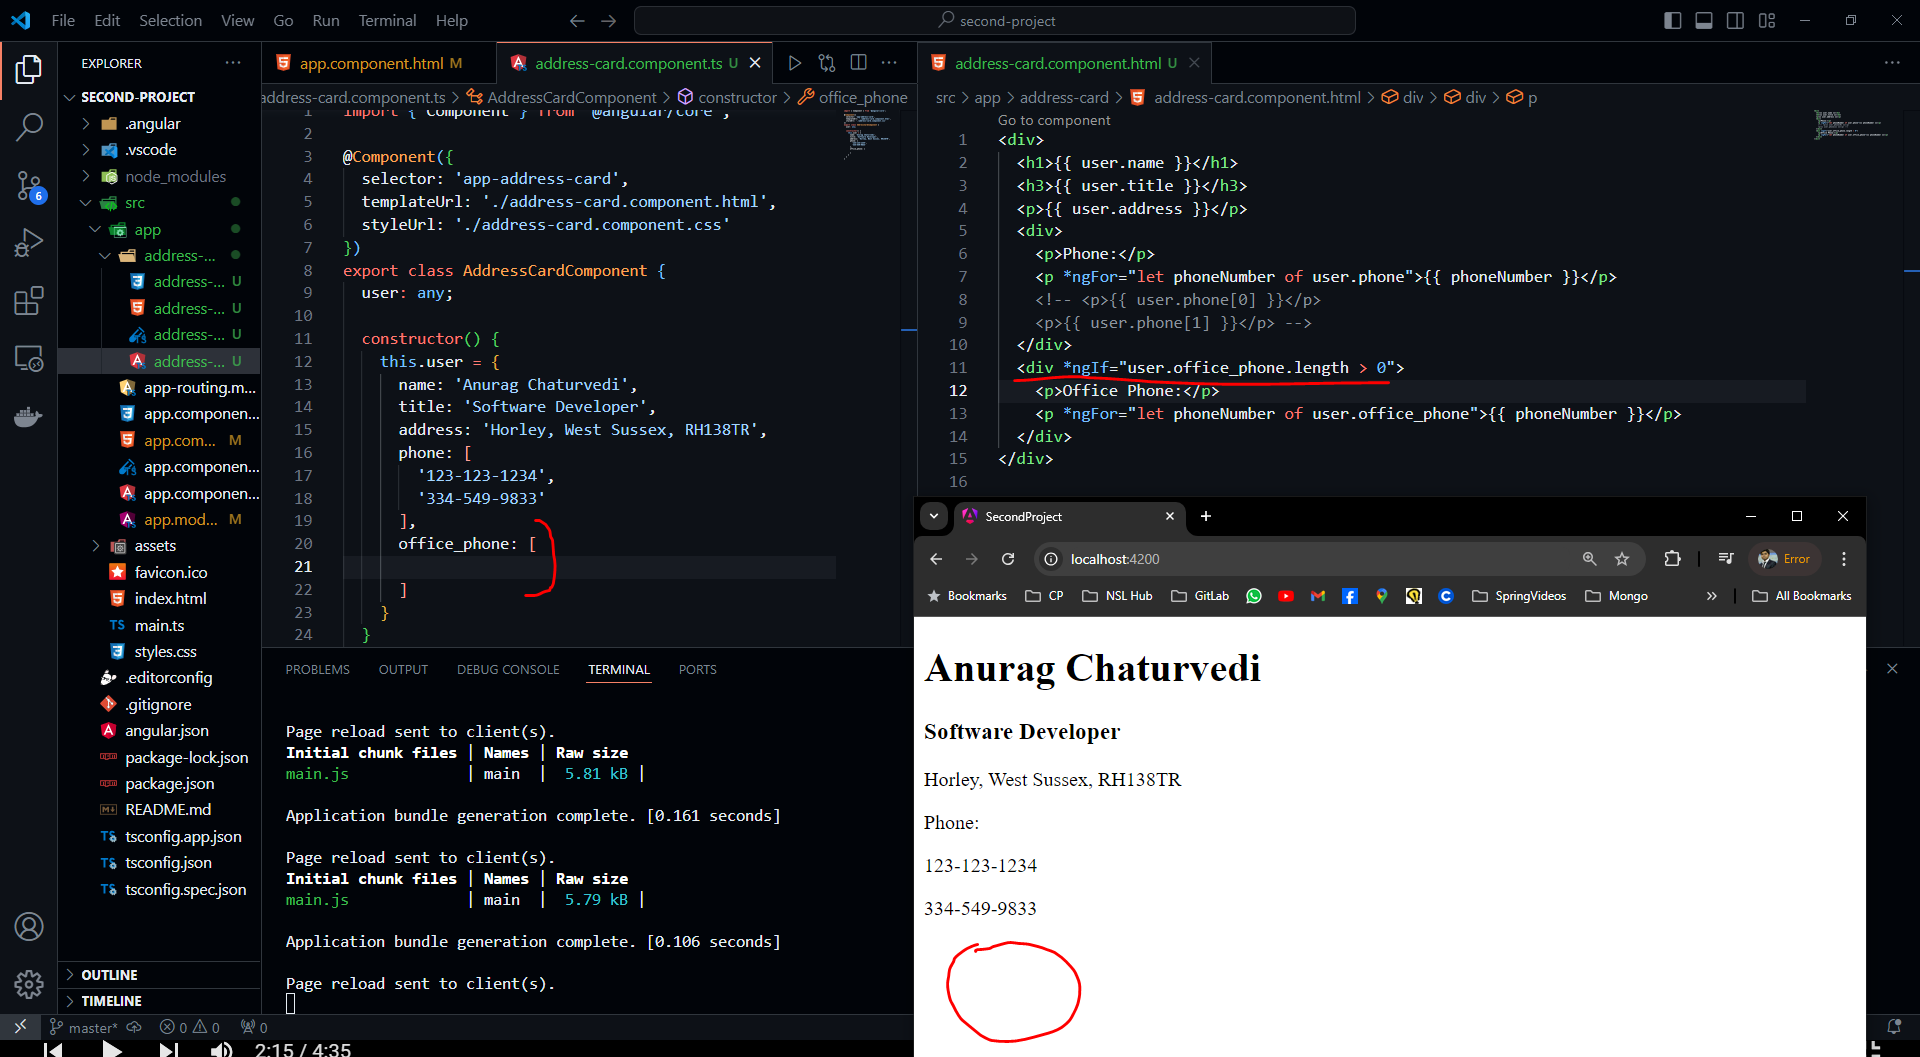 File Edit Selection View Go Run Terminal Help
second-project
EXPLORER
SECOND-PROJECT
.angular
.vscode
node_modules
src
app
address-...
address-... U
address-... U
address-... U
address-... U
app-routing.m...
app.componen...
app.com... M
app.componen...
app.componen...
app.mod... M
assets
favicon.ico
index.html
TS main.ts
styles.css
.editorconfig
.gitignore
angular.json
package-lock.json
package.json
README.md
TS tsconfig.app.json
TS tsconfig.json
TS tsconfig.spec.json
OUTLINE
TIMELINE
6
app.component.html M
address-card.component.ts U
address-card.component.ts > AddressCardComponent > constructor > office_phone
1 import { Component } from '@angular/core';
2
3 @Component({
4 selector: 'app-address-card',
5 templateUrl: './address-card.component.html',
6 styleUrl: './address-card.component.css'
7 })
8 export class AddressCardComponent {
9 user: any;
10
11 constructor() {
12 this.user = {
13 name: 'Anurag Chaturvedi',
14 title: 'Software Developer',
15 address: 'Horley, West Sussex, RH138TR',
16 phone: [
17 '123-123-1234',
18 '334-549-9833'
19 ],
20 office_phone: [
21
22 ]
23 }
24 }
address-card.component.html U
src > app > address-card > address-card.component.html > div > div > p
Go to component
1 <div>
2 <h1>{{ user.name }}</h1>
3 <h3>{{ user.title }}</h3>
4 <p>{{ user.address }}</p>
5 <div>
6 <p>Phone:</p>
7 <p *ngFor="let phoneNumber of user.phone">{{ phoneNumber }}</p>
8 <!-- <p>{{ user.phone[0] }}</p>
9 <p>{{ user.phone[1] }}</p> -->
10 </div>
11 <div *ngIf="user.office_phone.length > 0">
12 <p>Office Phone:</p>
13 <p *ngFor="let phoneNumber of user.office_phone">{{ phoneNumber }}</p>
14 </div>
15 </div>
16
PROBLEMS OUTPUT DEBUG CONSOLE TERMINAL PORTS
Page reload sent to client(s).
Initial chunk files | Names | Raw size
main.js | main | 5.81 kB |
Application bundle generation complete. [0.161 seconds]
Page reload sent to client(s).
Initial chunk files | Names | Raw size
main.js | main | 5.79 kB |
Application bundle generation complete. [0.106 seconds]
Page reload sent to client(s).
SecondProject
localhost:4200
Error
Bookmarks CP NSL Hub GitLab SpringVideos Mongo » All Bookmarks
Anurag Chaturvedi
Software Developer
Horley, West Sussex, RH138TR
Phone:
123-123-1234
334-549-9833
master* 0 0 0
2:15 / 4:35